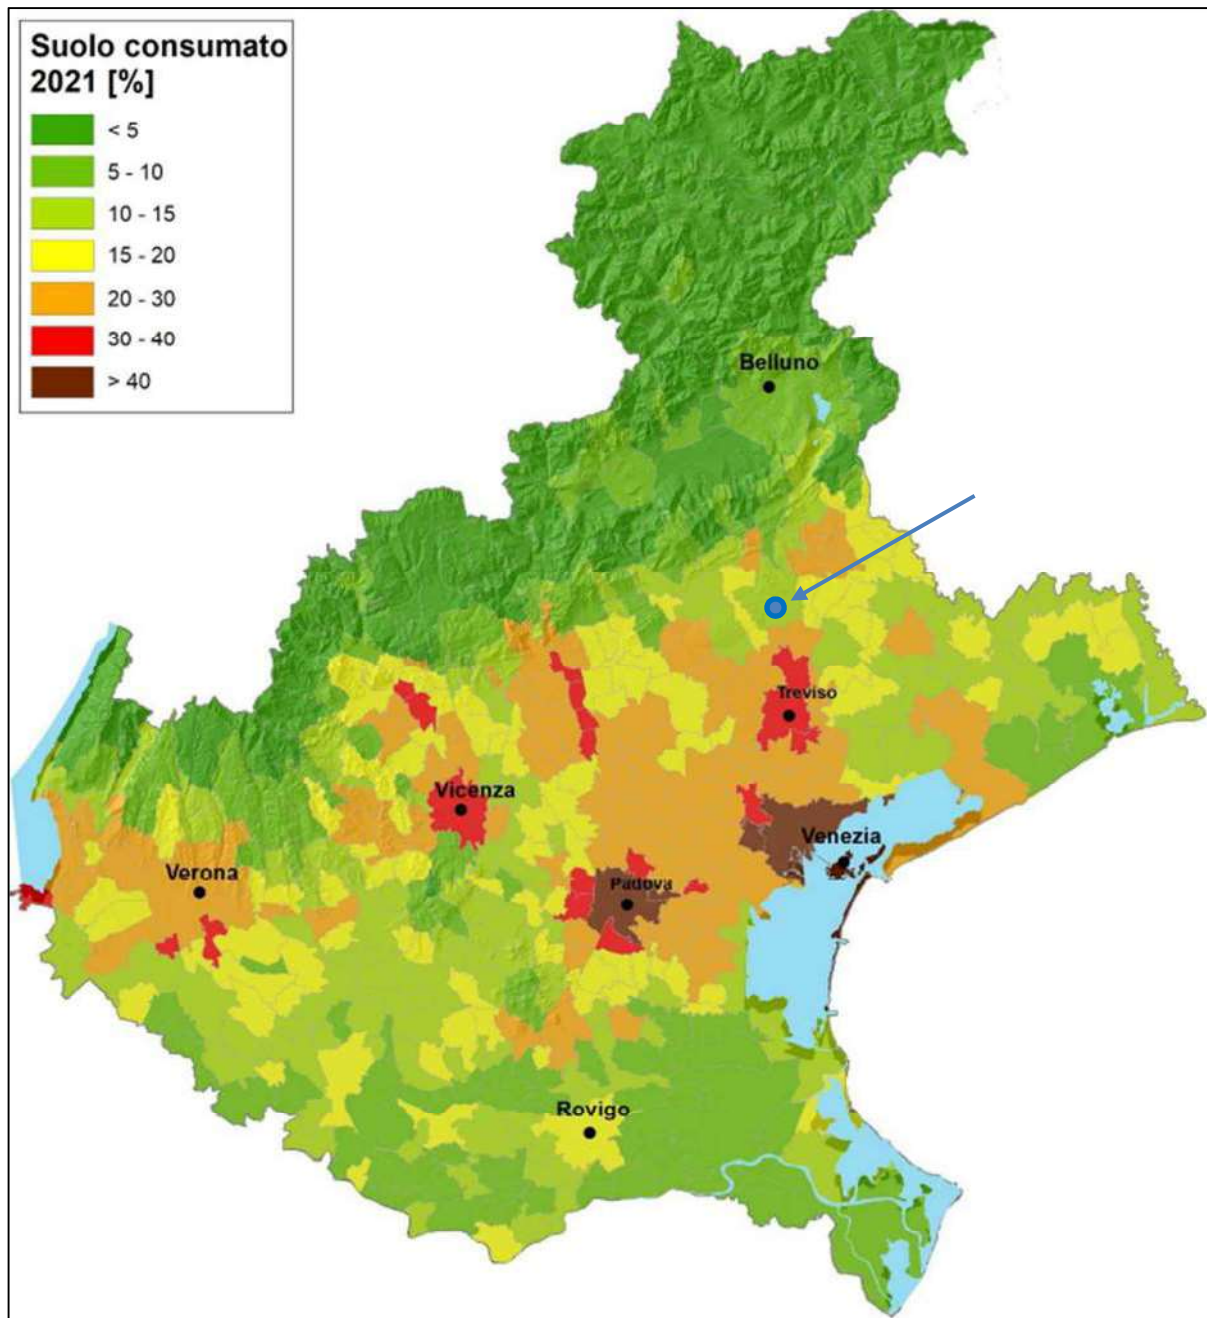 Suolo consumato
2021 [%]
< 5
5 - 10
10 - 15
15 - 20
20 - 30
30 - 40
> 40
Belluno
Treviso
Vicenza
Venezia
Verona
Padova
Rovigo